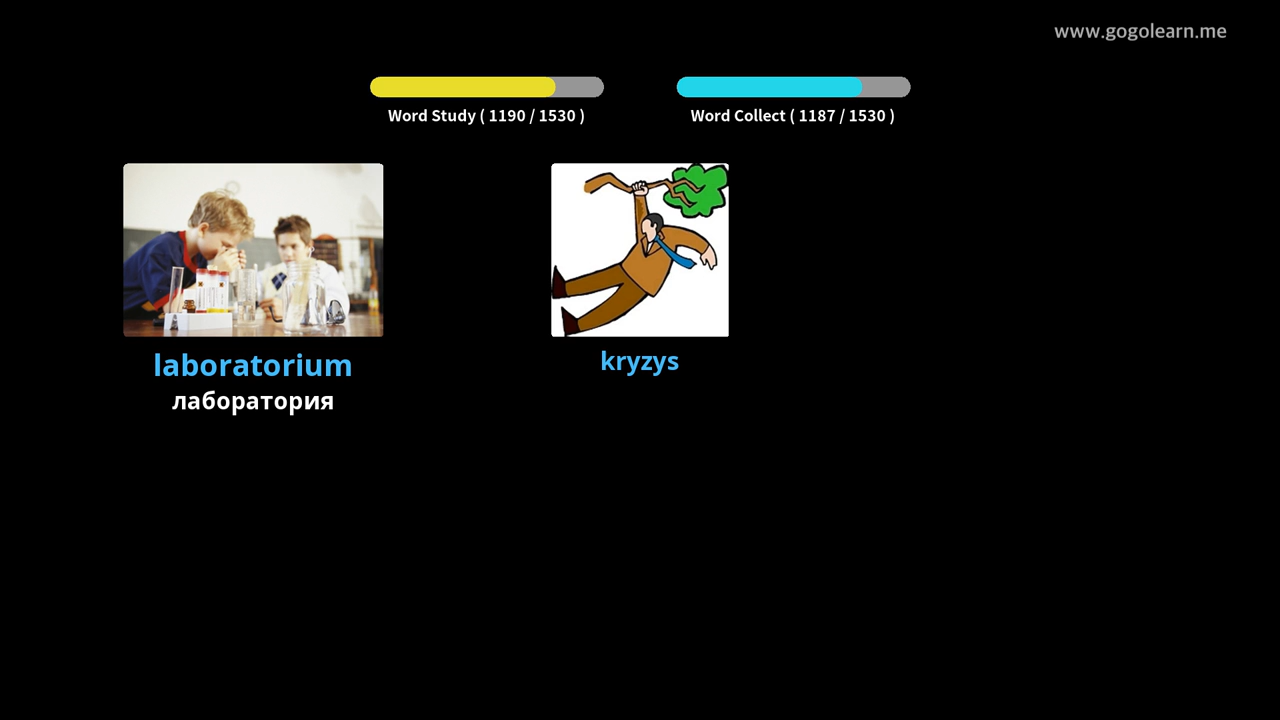 www.gogolearn.me
Word Study ( 1190 / 1530 )
Word Collect ( 1187 / 1530 )
laboratorium
лаборатория
kryzys